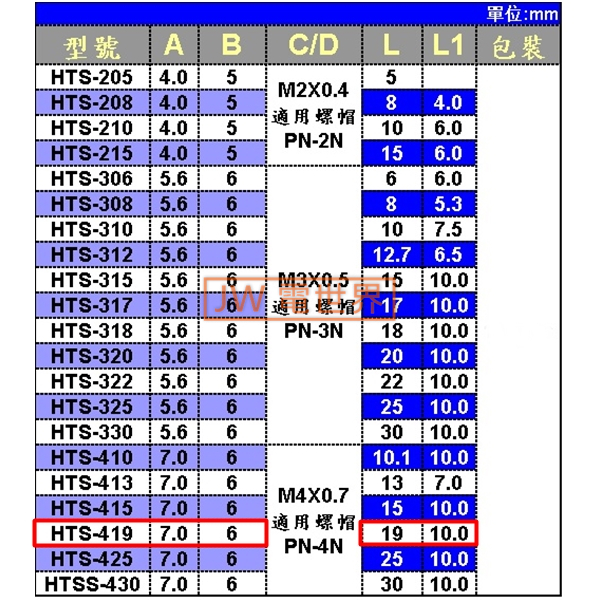 單位:mm
型號 A B C/D L L1 包裝
HTS-205 4.0 5 5
HTS-208 4.0 5 8 4.0
HTS-210 4.0 5 10 6.0
HTS-215 4.0 5 15 6.0
M2X0.4
適用螺帽
PN-2N
HTS-306 5.6 6 6 6.0
HTS-308 5.6 6 8 5.3
HTS-310 5.6 6 10 7.5
HTS-312 5.6 6 12.7 6.5
HTS-315 5.6 6 15 10.0
HTS-317 5.6 6 17 10.0
HTS-318 5.6 6 18 10.0
HTS-320 5.6 6 20 10.0
HTS-322 5.6 6 22 10.0
HTS-325 5.6 6 25 10.0
HTS-330 5.6 6 30 10.0
M3X0.5
適用螺帽
PN-3N
JW 電世界
HTS-410 7.0 6 10.1 10.0
HTS-413 7.0 6 13 7.0
HTS-415 7.0 6 15 10.0
HTS-419 7.0 6 19 10.0
HTS-425 7.0 6 25 10.0
HTSS-430 7.0 6 30 10.0
M4X0.7
適用螺帽
PN-4N